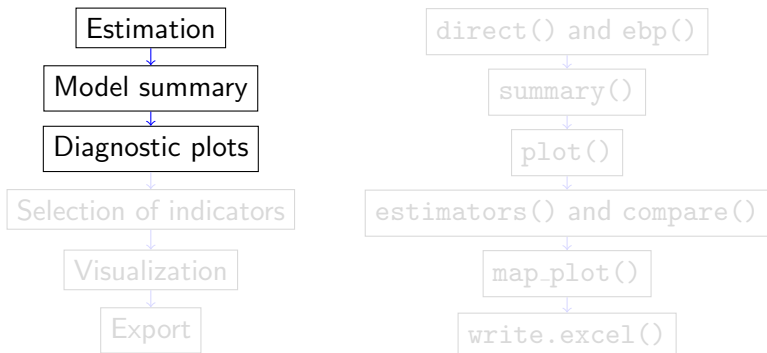 Estimation
Model summary
Diagnostic plots
Selection of indicators
Visualization
Export
direct() and ebp()
summary()
plot()
estimators() and compare()
map_plot()
write.excel()